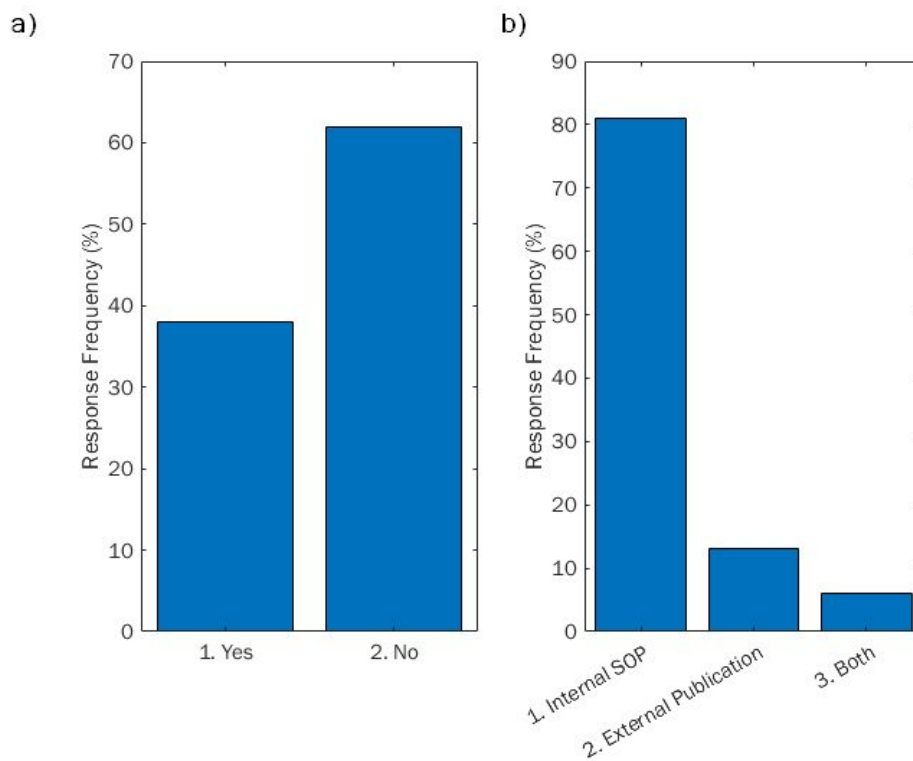 a)
70
60
50
40
30
20
10
0
Response Frequency (%)
1. Yes
2. No
b)
90
80
70
60
50
40
30
20
10
0
Response Frequency (%)
1. Internal SOP
2. External Publication
3. Both